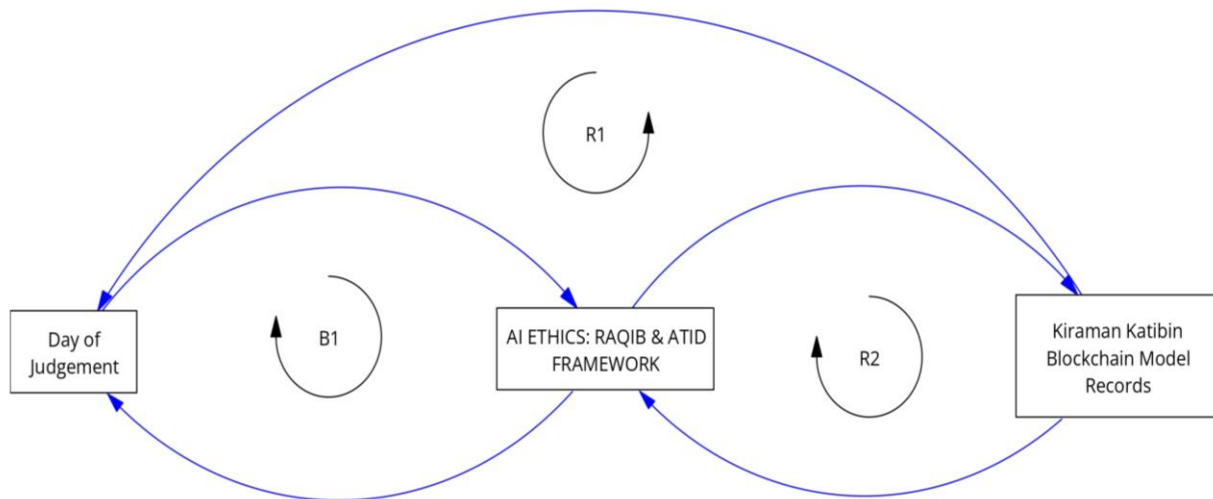 R1
Day of
Judgement
B1
AI ETHICS: RAQIB & ATID
FRAMEWORK
R2
Kiraman Katibin
Blockchain Model
Records